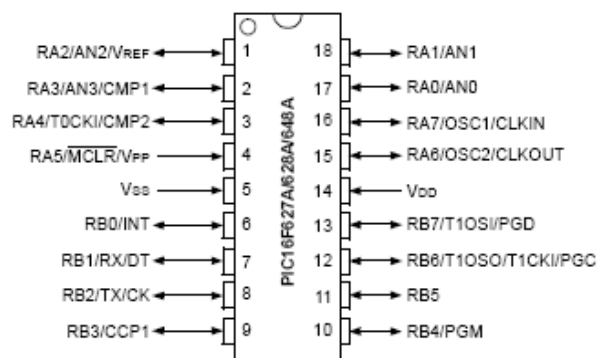 RA2/AN2/VREF 1 18 RA1/AN1
RA3/AN3/CMP1 2 17 RA0/AN0
RA4/T0CKI/CMP2 3 16 RA7/OSC1/CLKIN
RA5/MCLR/VPP 4 15 RA6/OSC2/CLKOUT
VSS 5 14 VDD
RB0/INT 6 13 RB7/T1OSI/PGD
RB1/RX/DT 7 12 RB6/T1OSO/T1CKI/PGC
RB2/TX/CK 8 11 RB5
RB3/CCP1 9 10 RB4/PGM
PIC16F627A/628A/648A